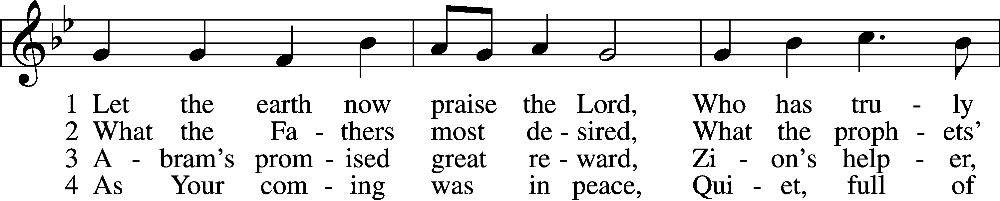 1 Let the earth now praise the Lord, Who has tru - ly
2 What the Fa - thers most de - sired, What the proph - ets’
3 A - bram’s prom - ised great re - ward, Zi - on’s help - er,
4 As Your com - ing was in peace, Qui - et, full of